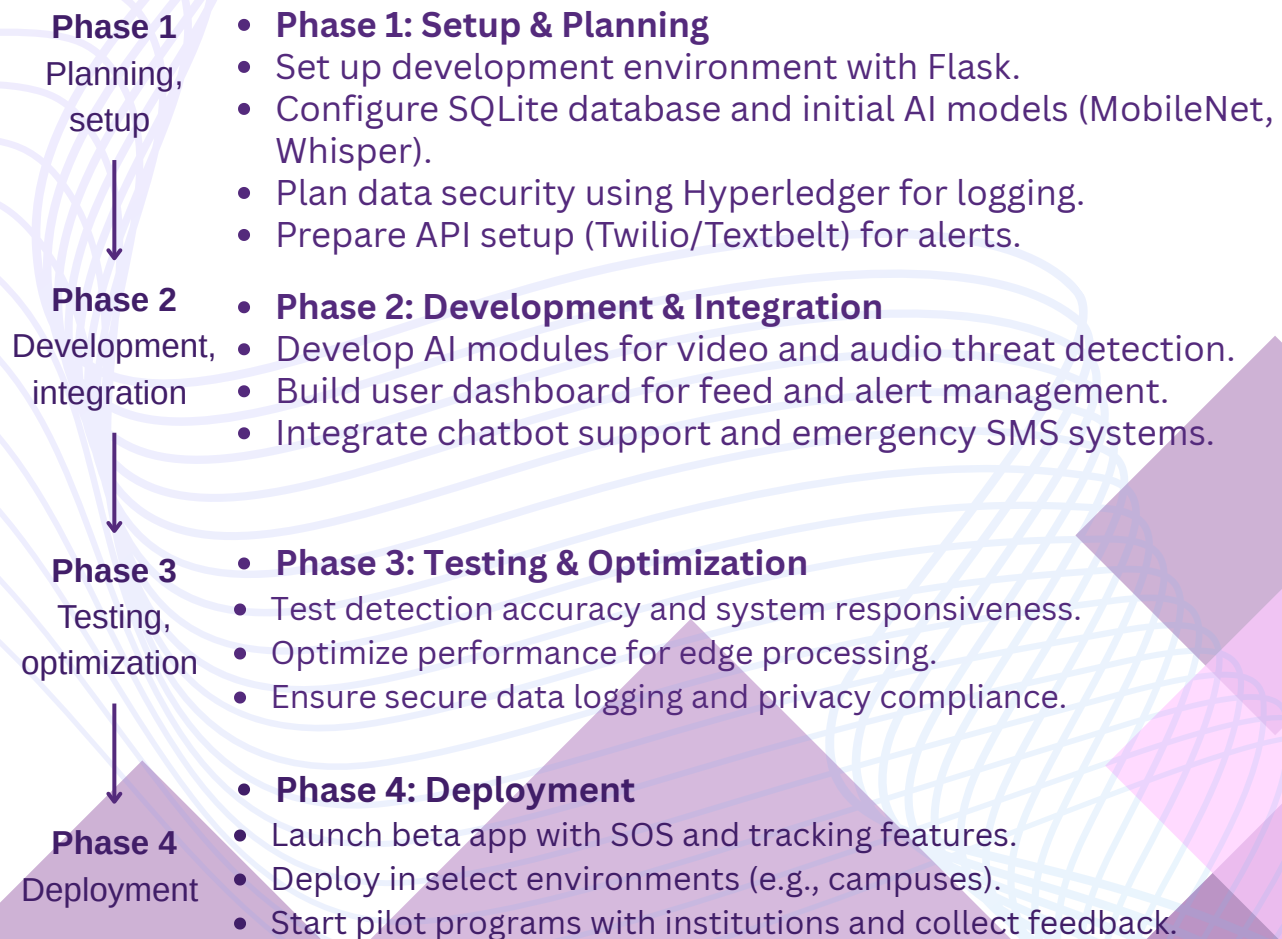 Phase 1
Planning,
setup
• Phase 1: Setup & Planning
• Set up development environment with Flask.
• Configure SQLite database and initial AI models (MobileNet,
Whisper).
• Plan data security using Hyperledger for logging.
• Prepare API setup (Twilio/Textbelt) for alerts.
Phase 2
Development,
integration
• Phase 2: Development & Integration
• Develop AI modules for video and audio threat detection.
• Build user dashboard for feed and alert management.
• Integrate chatbot support and emergency SMS systems.
Phase 3
Testing,
optimization
• Phase 3: Testing & Optimization
• Test detection accuracy and system responsiveness.
• Optimize performance for edge processing.
• Ensure secure data logging and privacy compliance.
Phase 4
Deployment
• Phase 4: Deployment
• Launch beta app with SOS and tracking features.
• Deploy in select environments (e.g., campuses).
• Start pilot programs with institutions and collect feedback.